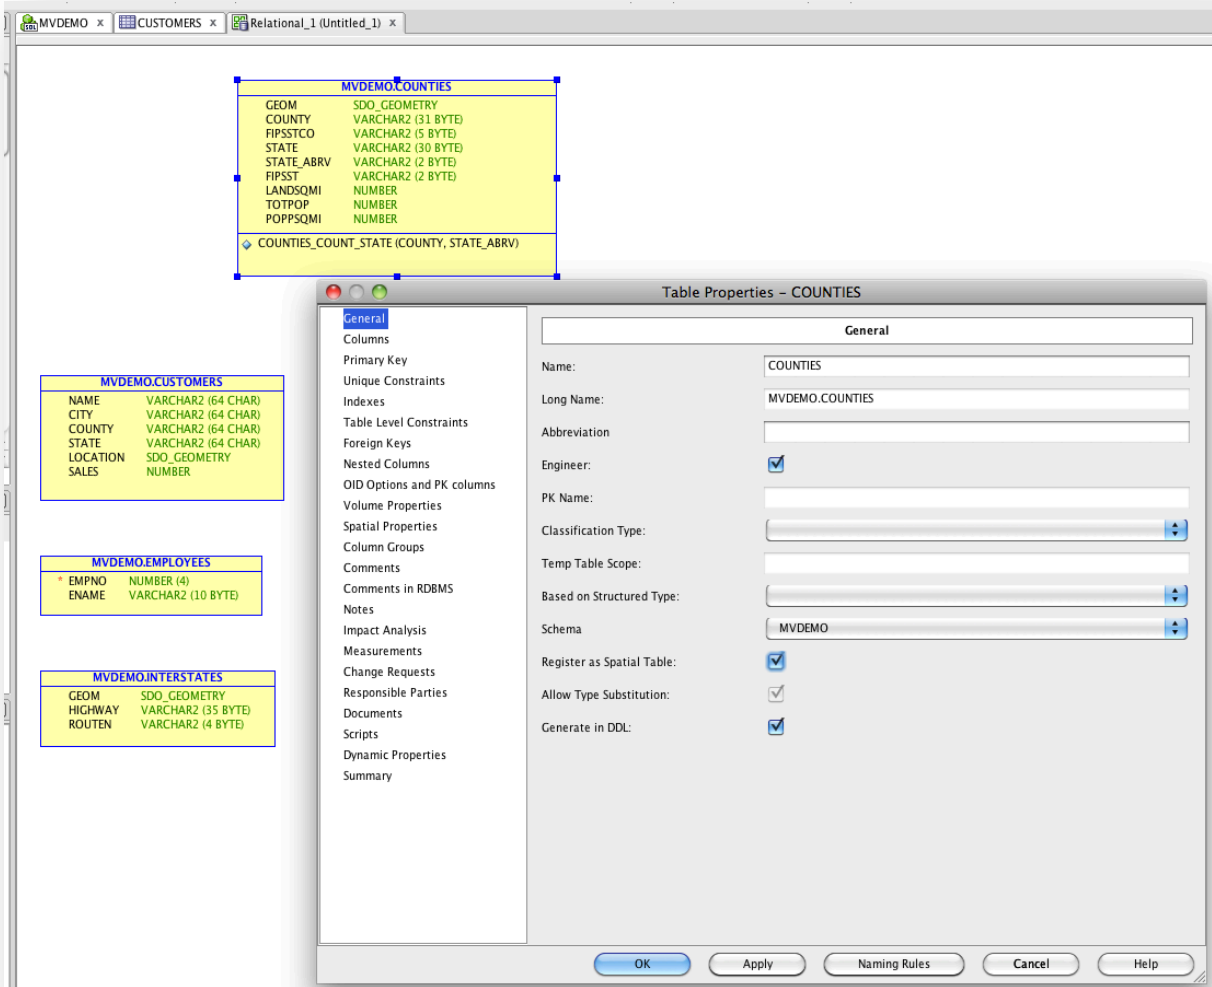 MVDEMO x CUSTOMERS x Relational_1 (Untitled_1) x
MVDEMO.COUNTIES
GEOM SDO_GEOMETRY
COUNTY VARCHAR2 (31 BYTE)
FIPSSTCO VARCHAR2 (5 BYTE)
STATE VARCHAR2 (30 BYTE)
STATE_ABRV VARCHAR2 (2 BYTE)
FIPSST VARCHAR2 (2 BYTE)
LANDSQMI NUMBER
TOTPOP NUMBER
POPPSQMI NUMBER
COUNTIES_COUNT_STATE (COUNTY, STATE_ABRV)
MVDEMO.CUSTOMERS
NAME VARCHAR2 (64 CHAR)
CITY VARCHAR2 (64 CHAR)
COUNTY VARCHAR2 (64 CHAR)
STATE VARCHAR2 (64 CHAR)
LOCATION SDO_GEOMETRY
SALES NUMBER
MVDEMO.EMPLOYEES
* EMPNO NUMBER (4)
ENAME VARCHAR2 (10 BYTE)
MVDEMO.INTERSTATES
GEOM SDO_GEOMETRY
HIGHWAY VARCHAR2 (35 BYTE)
ROUTEN VARCHAR2 (4 BYTE)
Table Properties - COUNTIES
General
Columns
Primary Key
Unique Constraints
Indexes
Table Level Constraints
Foreign Keys
Nested Columns
OID Options and PK columns
Volume Properties
Spatial Properties
Column Groups
Comments
Comments in RDBMS
Notes
Impact Analysis
Measurements
Change Requests
Responsible Parties
Documents
Scripts
Dynamic Properties
Summary
General
Name: COUNTIES
Long Name: MVDEMO.COUNTIES
Abbreviation
Engineer:
PK Name:
Classification Type:
Temp Table Scope:
Based on Structured Type:
Schema MVDEMO
Register as Spatial Table:
Allow Type Substitution:
Generate in DDL:
OK Apply Naming Rules Cancel Help